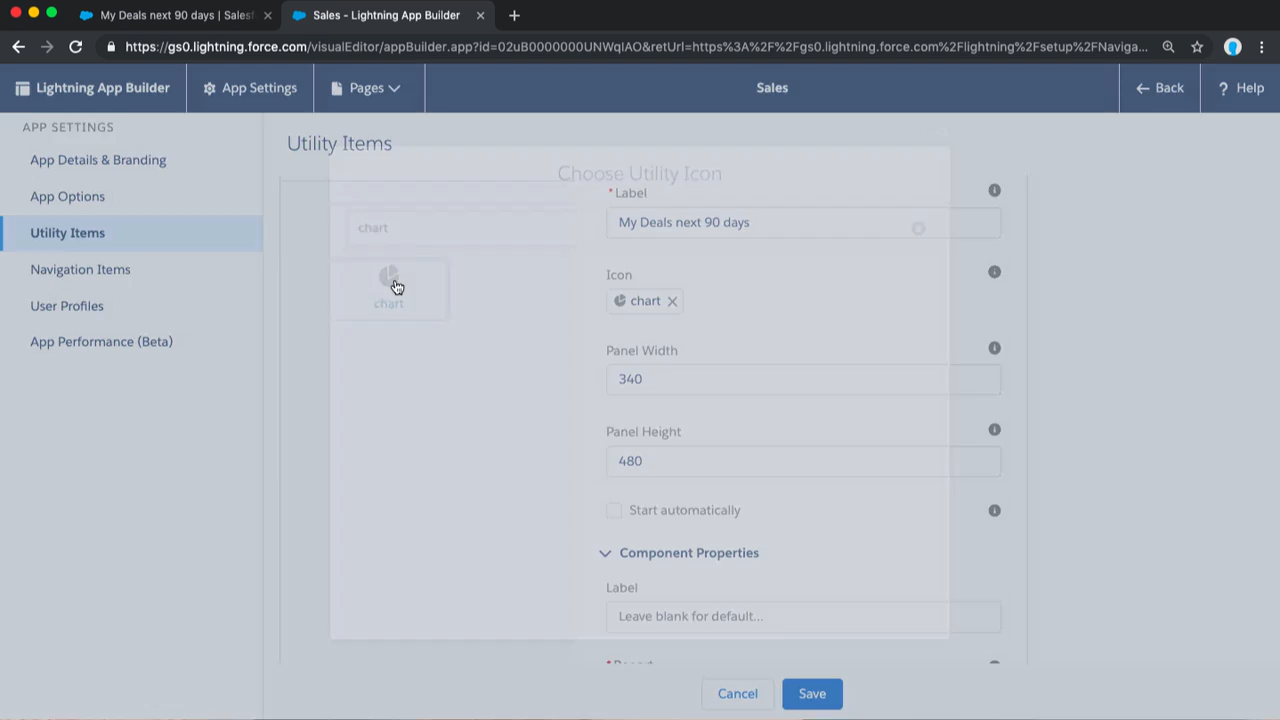 My Deals next 90 days | Salesf
Sales - Lightning App Builder
https://gs0.lightning.force.com/visualEditor/appBuilder.app?id=02uB0000000UNWqIAO&retUrl=https%3A%2F%2Fgs0.lightning.force.com%2Flightning%2Fsetup%2FNaviga...
Lightning App Builder
App Settings
Pages
Sales
Back
? Help
APP SETTINGS
App Details & Branding
App Options
Utility Items
Navigation Items
User Profiles
App Performance (Beta)
Utility Items
Choose Utility Icon
chart
chart
* Label
My Deals next 90 days
Icon
chart
Panel Width
340
Panel Height
480
Start automatically
Component Properties
Label
Leave blank for default...
Cancel
Save